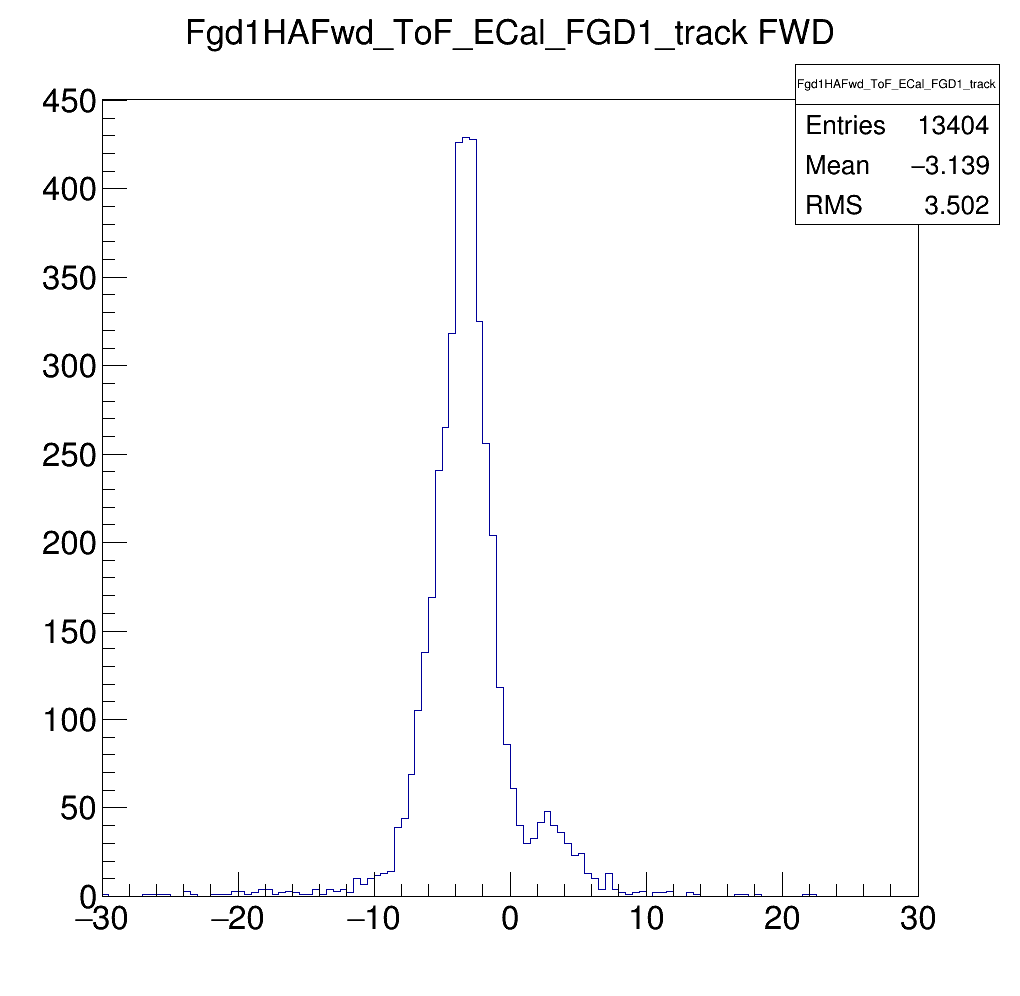 Fgd1HAFwd_ToF_ECal_FGD1_track FWD
Fgd1HAFwd_ToF_ECal_FGD1_track
Entries 13404
Mean −3.139
RMS 3.502
450
400
350
300
250
200
150
100
50
0
−30 −20 −10 0 10 20 30